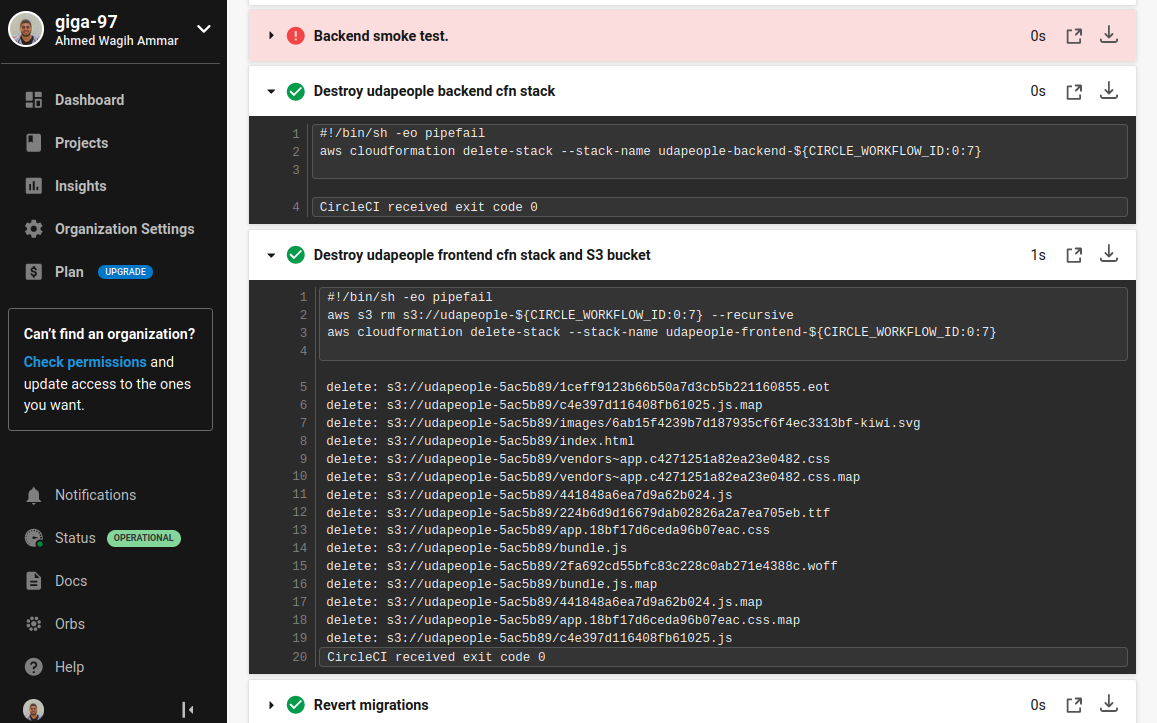 giga-97
Ahmed Wagih Ammar
Dashboard
Projects
Insights
Organization Settings
Plan UPGRADE
Can't find an organization?
Check permissions and
update access to the ones
you want.
Notifications
Status OPERATIONAL
Docs
Orbs
Help
Backend smoke test. 0s
Destroy udapeople backend cfn stack 0s
1 #!/bin/sh -eo pipefail
2 aws cloudformation delete-stack --stack-name udapeople-backend-${CIRCLE_WORKFLOW_ID:0:7}
3
4 CircleCI received exit code 0
Destroy udapeople frontend cfn stack and S3 bucket 1s
1 #!/bin/sh -eo pipefail
2 aws s3 rm s3://udapeople-${CIRCLE_WORKFLOW_ID:0:7} --recursive
3 aws cloudformation delete-stack --stack-name udapeople-frontend-${CIRCLE_WORKFLOW_ID:0:7}
4
5 delete: s3://udapeople-5ac5b89/1ceff9123b66b50a7d3cb5b221160855.eot
6 delete: s3://udapeople-5ac5b89/c4e397d116408fb61025.js.map
7 delete: s3://udapeople-5ac5b89/images/6ab15f4239b7d187935cf6f4ec3313bf-kiwi.svg
8 delete: s3://udapeople-5ac5b89/index.html
9 delete: s3://udapeople-5ac5b89/vendors~app.c4271251a82ea23e0482.css
10 delete: s3://udapeople-5ac5b89/vendors~app.c4271251a82ea23e0482.css.map
11 delete: s3://udapeople-5ac5b89/441848a6ea7d9a62b024.js
12 delete: s3://udapeople-5ac5b89/224b6d9d16679dab02826a2a7ea705eb.ttf
13 delete: s3://udapeople-5ac5b89/app.18bf17d6ceda96b07eac.css
14 delete: s3://udapeople-5ac5b89/bundle.js
15 delete: s3://udapeople-5ac5b89/2fa692cd55bfc83c228c0ab271e4388c.woff
16 delete: s3://udapeople-5ac5b89/bundle.js.map
17 delete: s3://udapeople-5ac5b89/441848a6ea7d9a62b024.js.map
18 delete: s3://udapeople-5ac5b89/app.18bf17d6ceda96b07eac.css.map
19 delete: s3://udapeople-5ac5b89/c4e397d116408fb61025.js
20 CircleCI received exit code 0
Revert migrations 0s